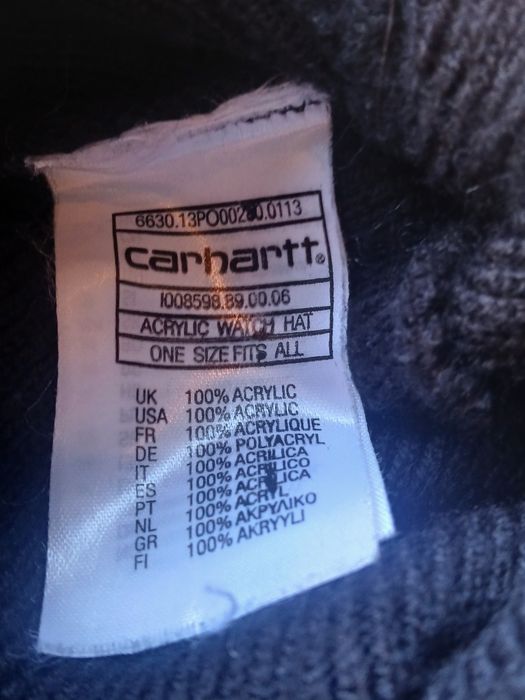 6630.13PO00260.0113
carhartt®
I008598.89.00.06
ACRYLIC WATCH HAT
ONE SIZE FITS ALL
UK 100% ACRYLIC
USA 100% ACRYLIC
FR 100% ACRYLIQUE
DE 100% POLYACRYL
IT 100% ACRILICA
ES 100% ACRILICO
PT 100% ACRILICA
NL 100% ACRYL
GR 100% ΑΚΡΥΛΙΚΟ
FI 100% AKRYYLI